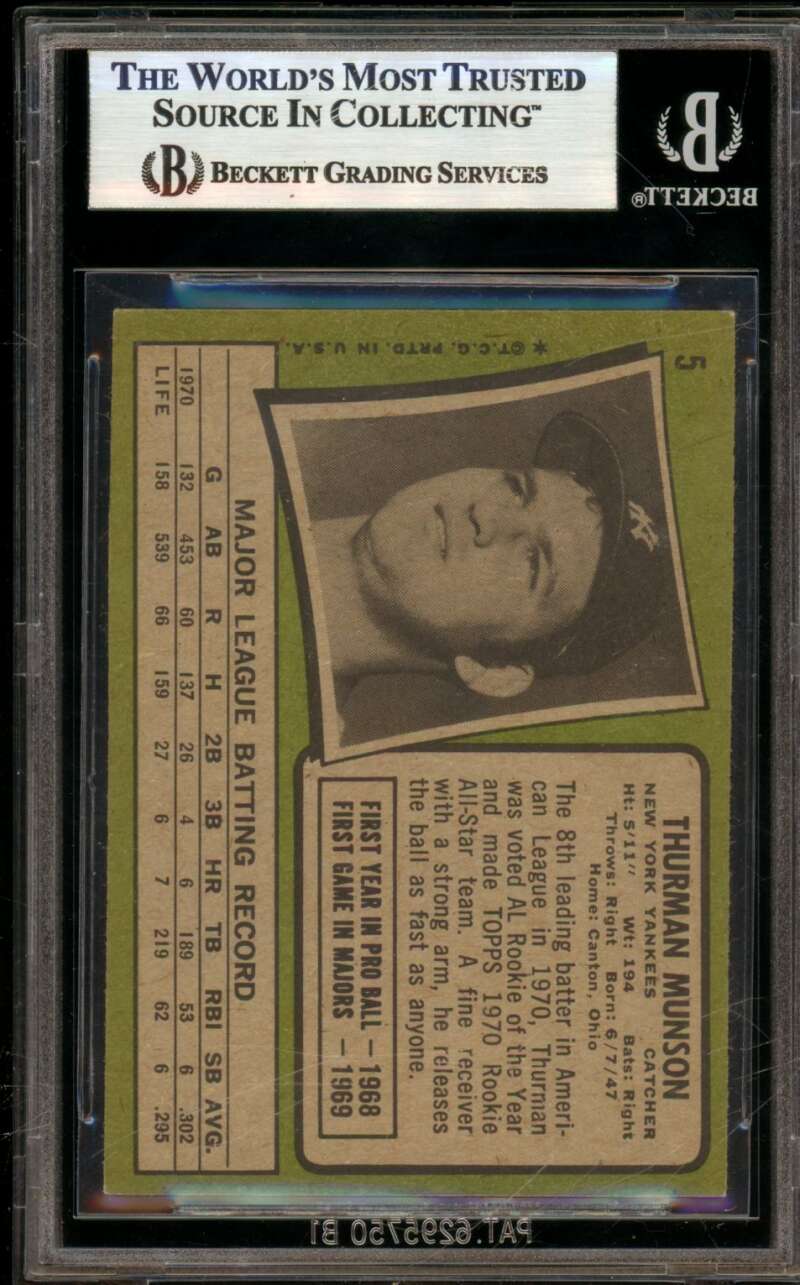 THE WORLD'S MOST TRUSTED
SOURCE IN COLLECTING™
B BECKETT GRADING SERVICES
B
BECKETT®
5
THURMAN MUNSON
NEW YORK YANKEES CATCHER
Ht: 5'11" Wt: 194 Bats: Right
Throws: Right Born: 6/7/47
Home: Canton, Ohio
The 8th leading batter in Ameri-
can League in 1970, Thurman
was voted AL Rookie of the Year
and made TOPPS 1970 Rookie
All-Star team. A fine receiver
with a strong arm, he releases
the ball as fast as anyone.
FIRST YEAR IN PRO BALL — 1968
FIRST GAME IN MAJORS — 1969
NY
*©T.C.G. PRTD. IN U.S.A.
MAJOR LEAGUE BATTING RECORD
G AB R H 2B 3B HR TB RBI SB AVG.
1970 132 453 60 137 26 4 6 189 53 6 .302
LIFE 158 539 66 159 27 6 7 219 62 6 .295
PAT.6295750 B1